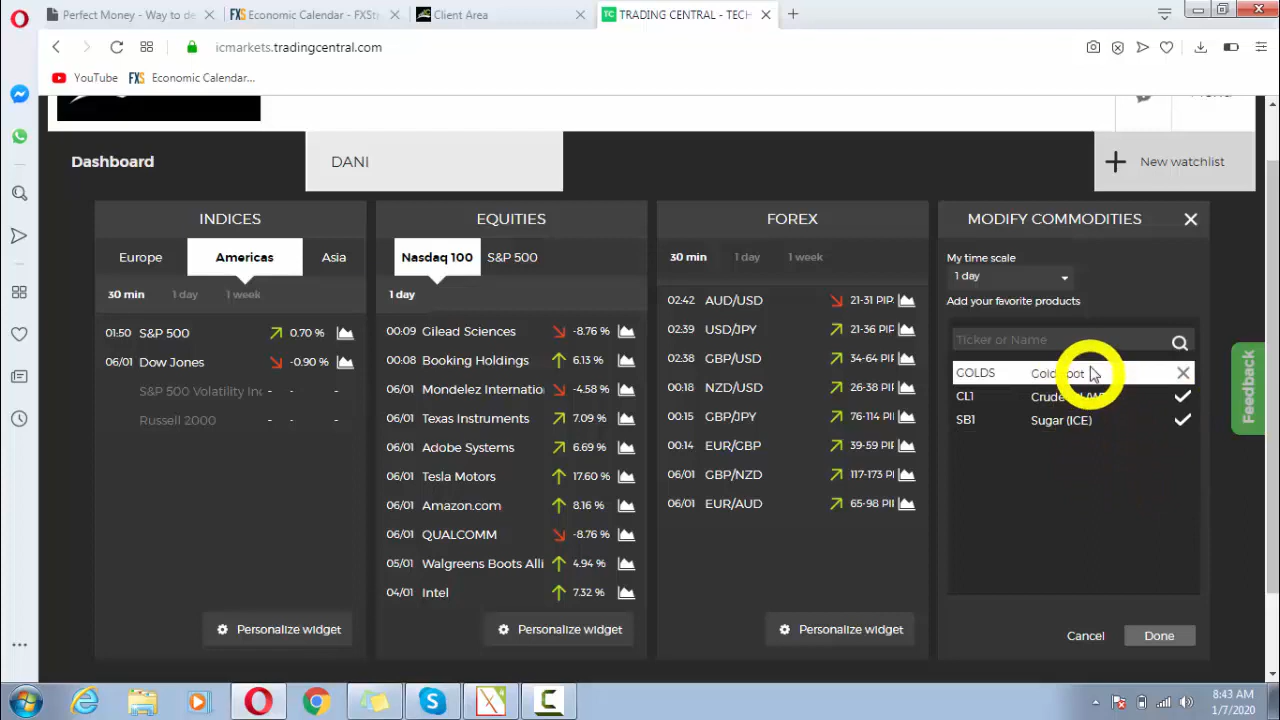 Perfect Money - Way to de
Economic Calendar - FXSt
Client Area
TRADING CENTRAL - TECH
icmarkets.tradingcentral.com
YouTube
Economic Calendar...
Dashboard
DANI
New watchlist
INDICES
Europe
Americas
Asia
30 min
1 day
1 week
01:50 S&P 500 0.70 %
06/01 Dow Jones -0.90 %
S&P 500 Volatility Inc - -
Russell 2000 - -
Personalize widget
EQUITIES
Nasdaq 100
S&P 500
1 day
00:09 Gilead Sciences -8.76 %
00:08 Booking Holdings 6.13 %
06/01 Mondelez Internatio -4.58 %
06/01 Texas Instruments 7.09 %
06/01 Adobe Systems 6.69 %
06/01 Tesla Motors 17.60 %
06/01 Amazon.com 8.16 %
06/01 QUALCOMM -8.76 %
05/01 Walgreens Boots Alli 4.94 %
04/01 Intel 7.32 %
Personalize widget
FOREX
30 min
1 day
1 week
02:42 AUD/USD 21-31 PIP
02:39 USD/JPY 21-36 PIP
02:38 GBP/USD 34-64 PIP
00:18 NZD/USD 26-38 PIP
00:15 GBP/JPY 76-114 PIP
00:14 EUR/GBP 39-59 PIP
06/01 GBP/NZD 117-173 PI
06/01 EUR/AUD 65-98 PI
Personalize widget
MODIFY COMMODITIES
My time scale
1 day
Add your favorite products
Ticker or Name
GOLDS Gold spot
CL1
SB1 Sugar (ICE)
Cancel
Done
Feedback
8:43 AM
1/7/2020